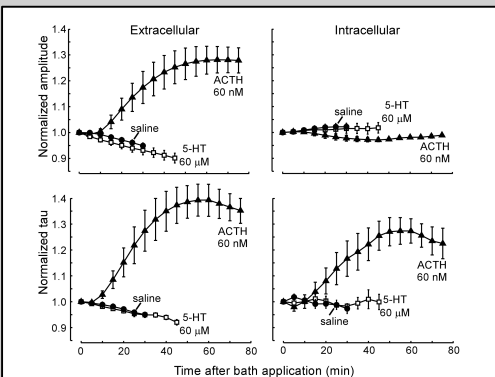 Extracellular
Intracellular
Normalized amplitude
1.4
1.3
1.2
1.1
1.0
0.9
ACTH
60 nM
saline
5-HT
60 μM
saline
5-HT
60 μM
ACTH
60 nM
Normalized tau
1.4
1.3
1.2
1.1
1.0
0.9
ACTH
60 nM
saline
5-HT
60 μM
ACTH
60 nM
5-HT
60 μM
saline
0 20 40 60 80
0 20 40 60 80
Time after bath application (min)